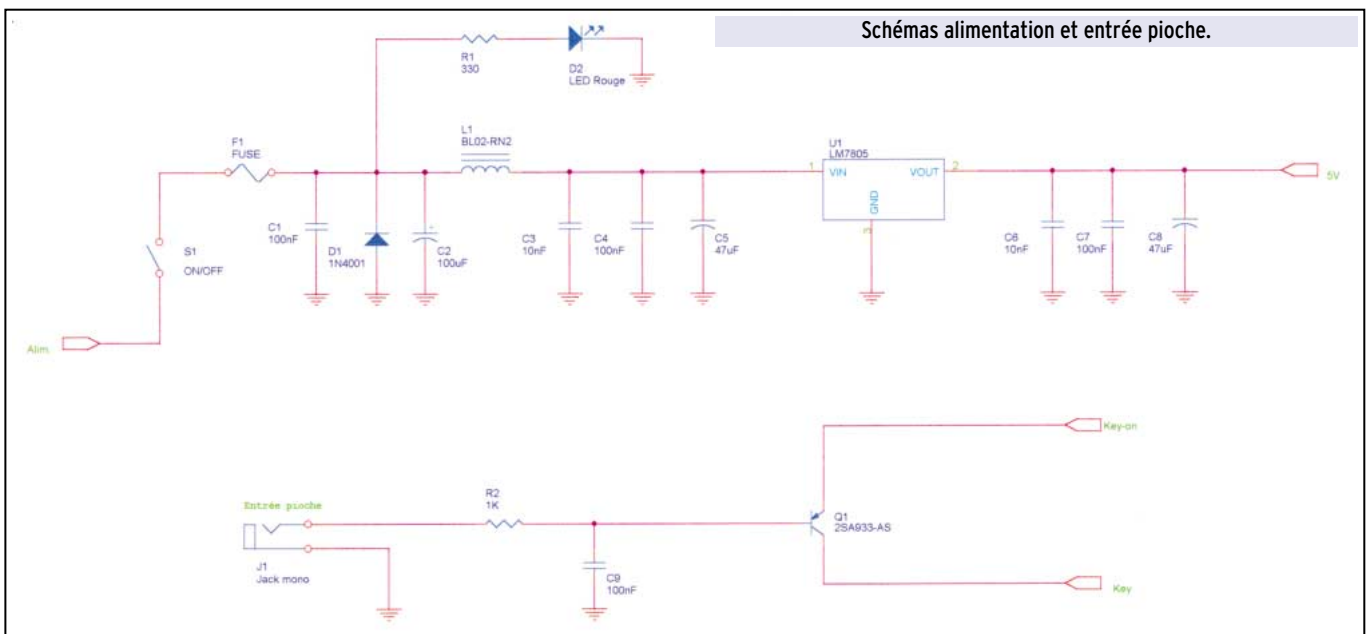 Schémas alimentation et entrée pioche.
R1
330
D2
LED Rouge
L1
BL02-RN2
F1
FUSE
U1
LM7805
1
VIN
VOUT
2
GND
3
5V
C1
100nF
D1
1N4001
C2
100uF
C3
10nF
C4
100nF
C5
47uF
C6
10nF
C7
100nF
C8
47uF
S1
ON/OFF
Alim
Key-on
Entrée pioche
R2
1K
Q1
2SA933-AS
J1
Jack mono
C9
100nF
Key